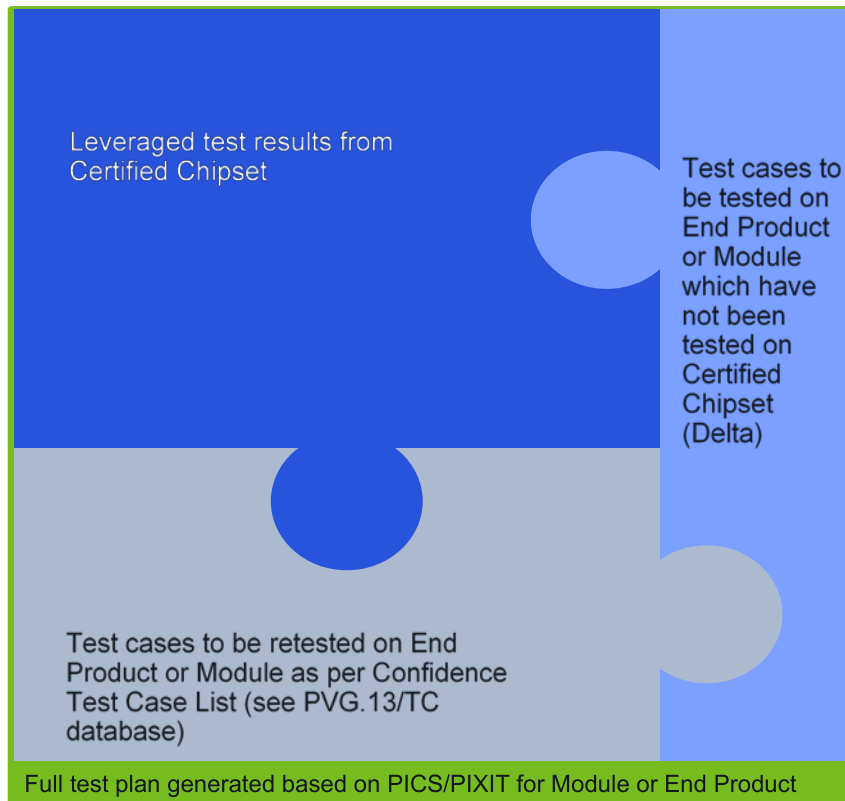 Leveraged test results from
Certified Chipset
Test cases to
be tested on
End Product
or Module
which have
not been
tested on
Certified
Chipset
(Delta)
Test cases to be retested on End
Product or Module as per Confidence
Test Case List (see PVG.13/TC
database)
Full test plan generated based on PICS/PIXIT for Module or End Product